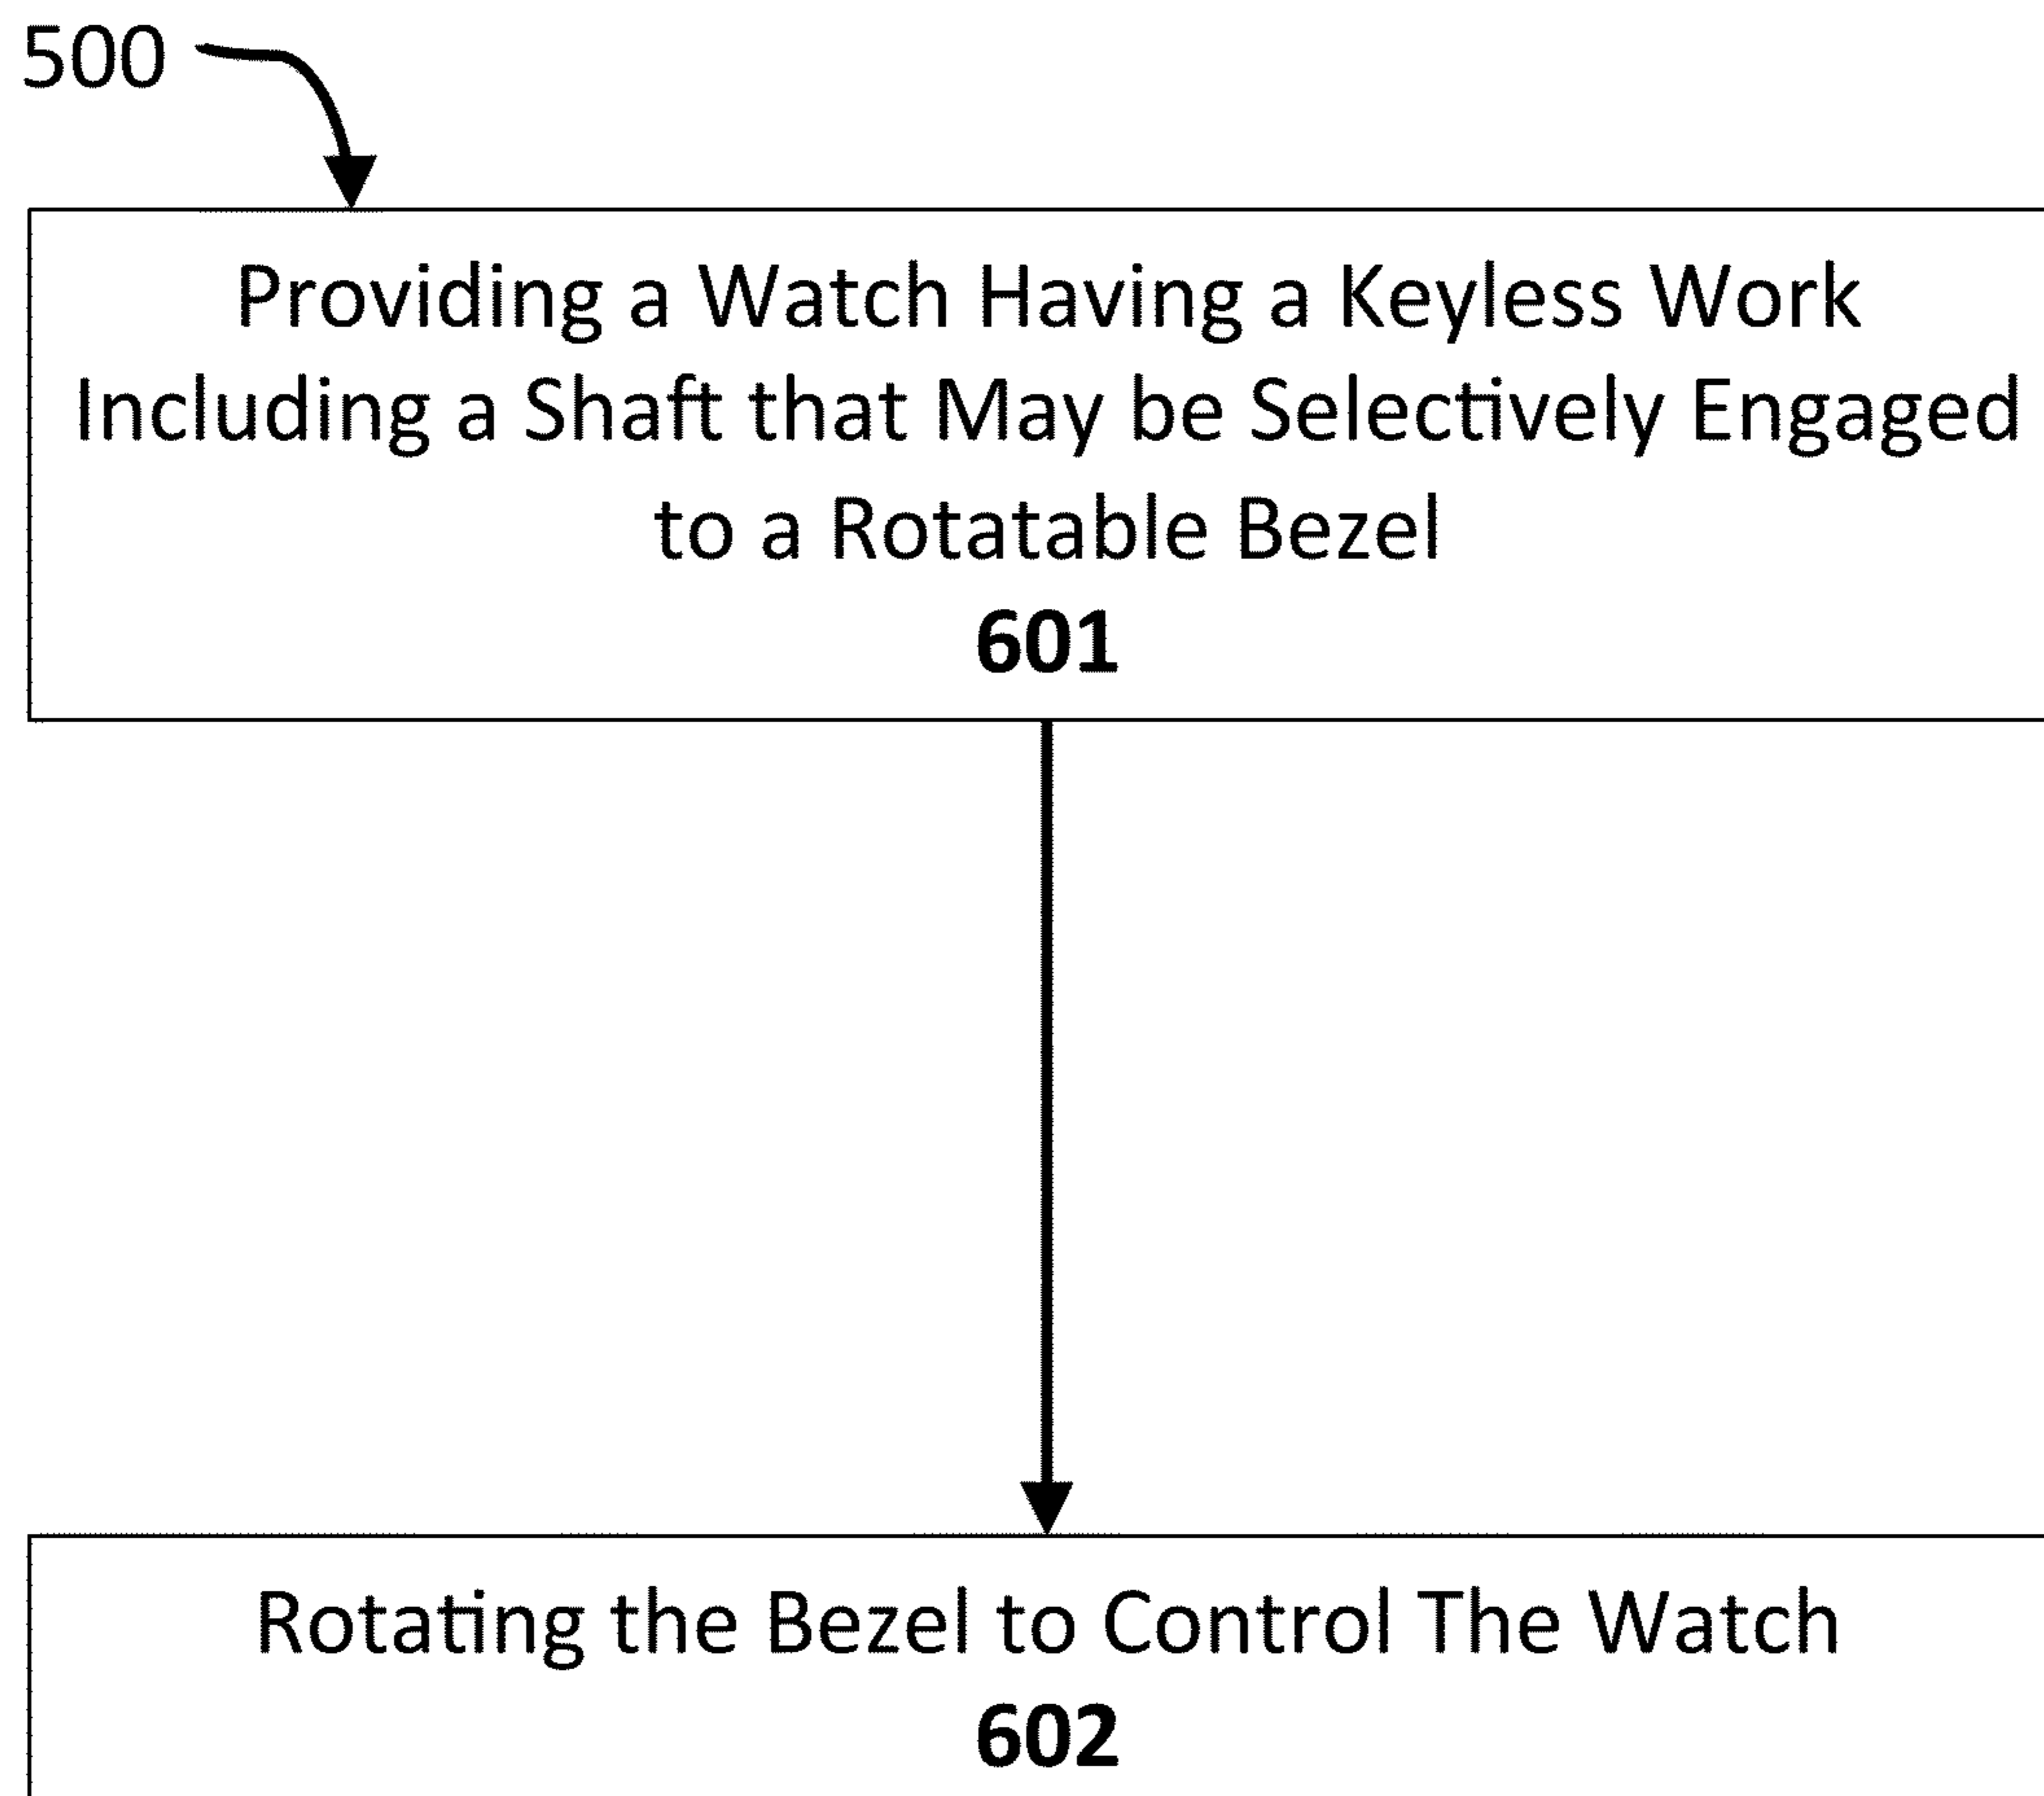 500
Providing a Watch Having a Keyless Work
Including a Shaft that May be Selectively Engaged
to a Rotatable Bezel
601
Rotating the Bezel to Control The Watch
602